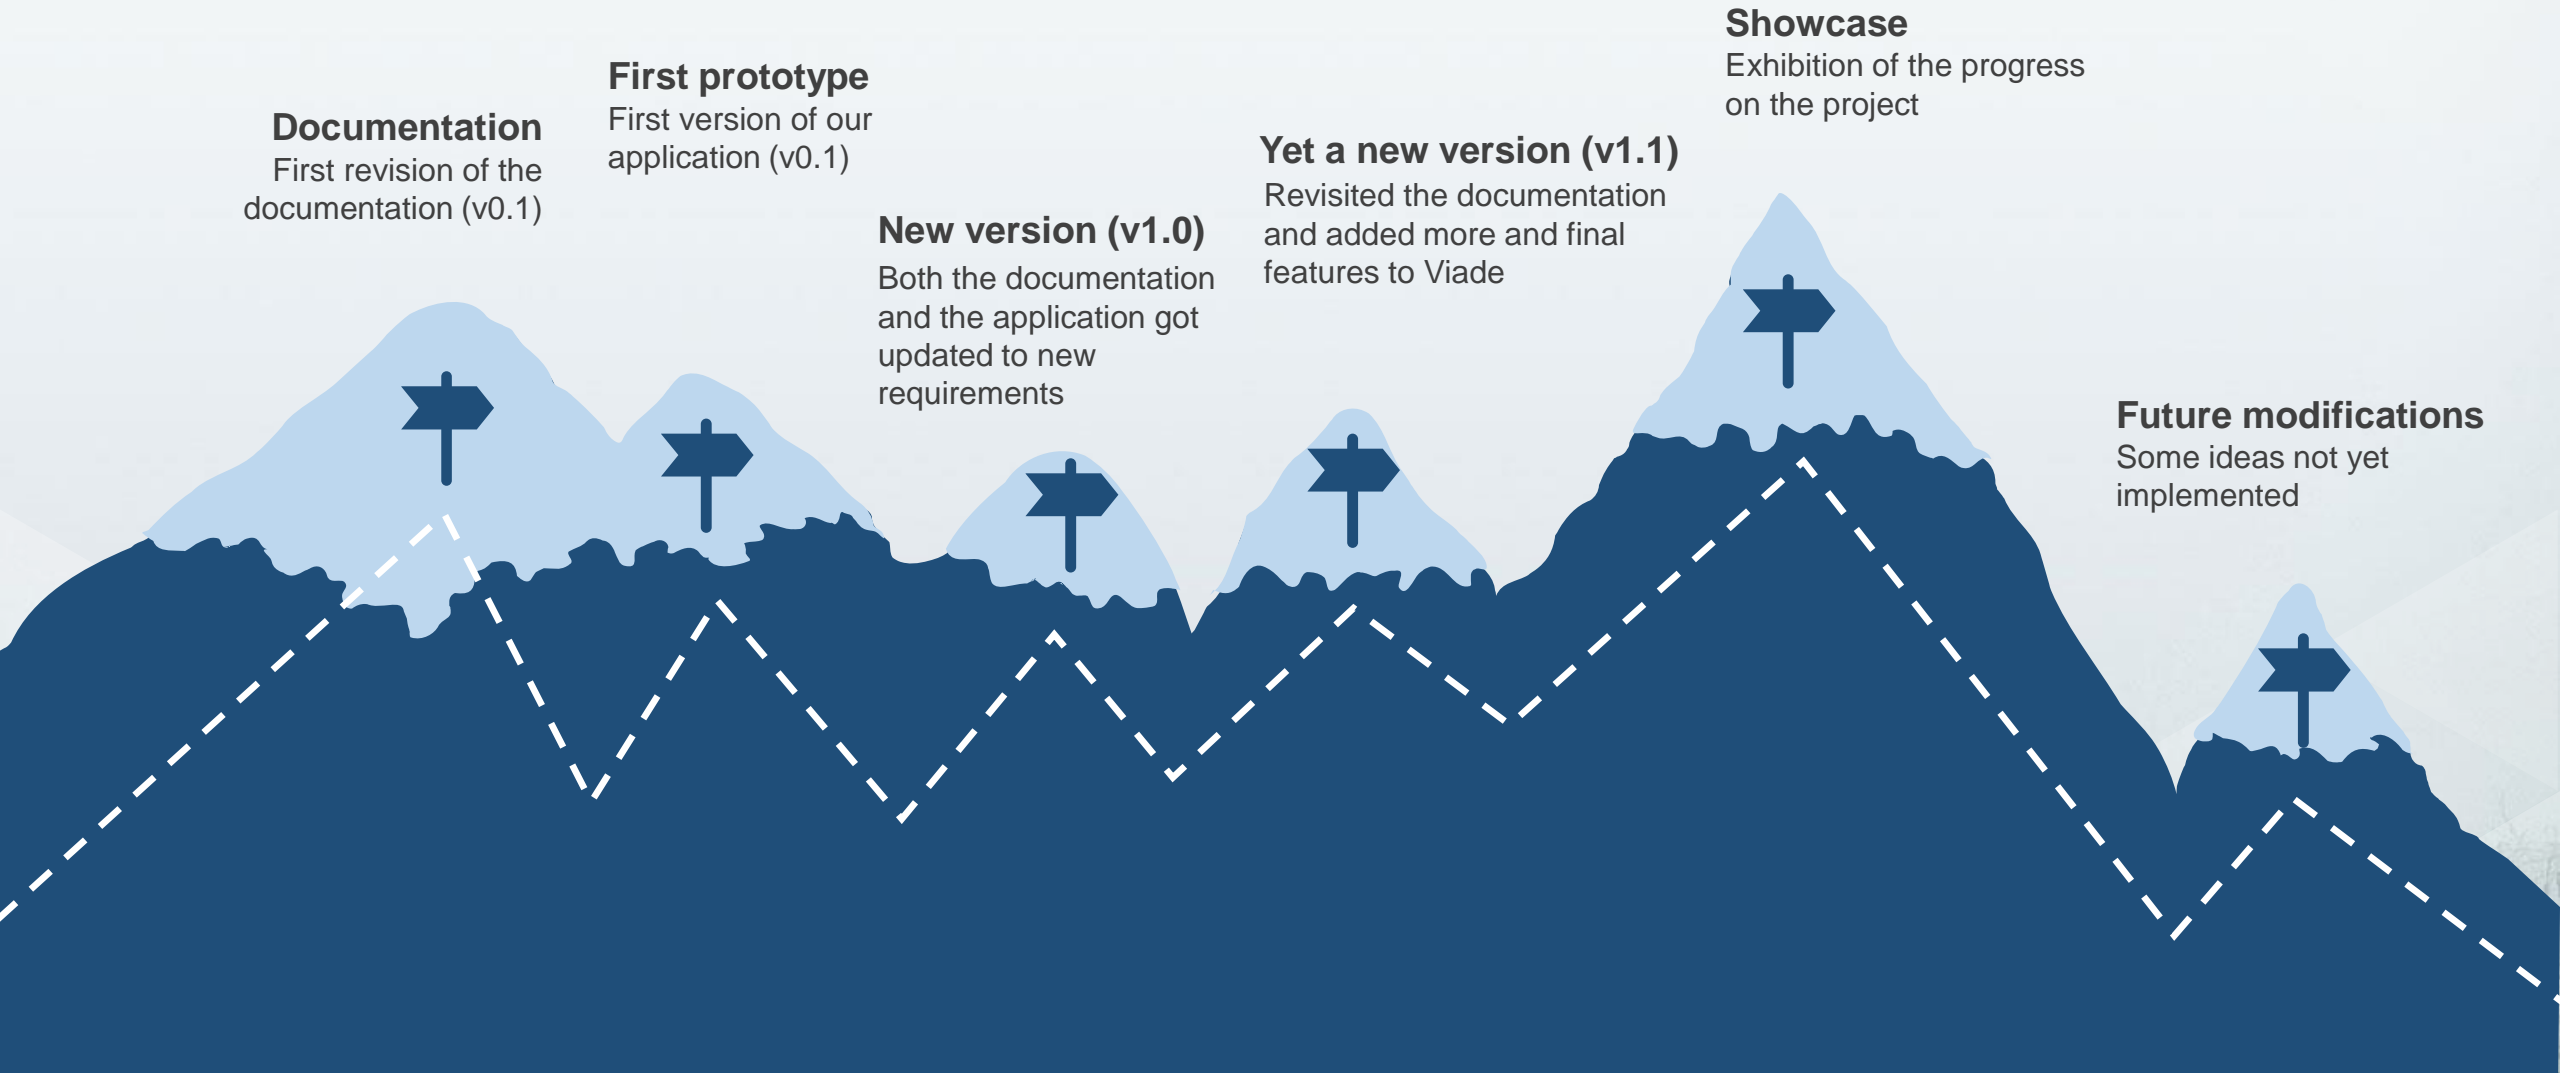 Documentation
First revision of the
documentation (v0.1)
First prototype
First version of our
application (v0.1)
New version (v1.0)
Both the documentation
and the application got
updated to new
requirements
Yet a new version (v1.1)
Revisited the documentation
and added more and final
features to Viade
Showcase
Exhibition of the progress
on the project
Future modifications
Some ideas not yet
implemented